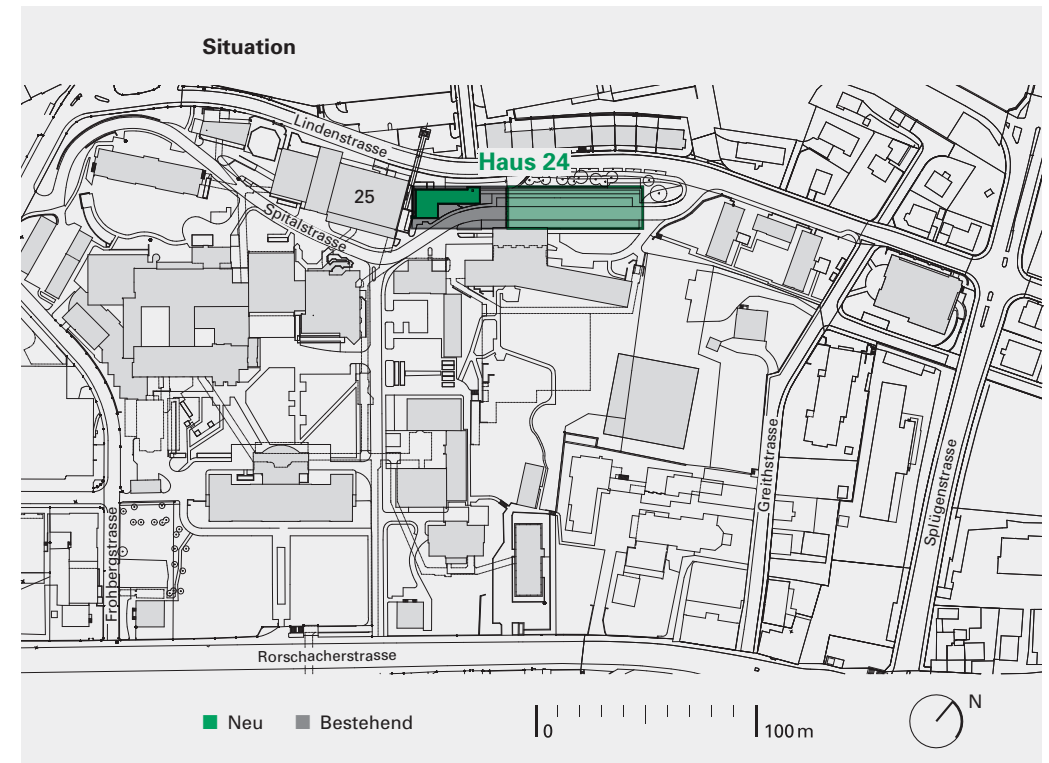 Situation
Lindenstrasse
Haus 24
25
Spitalstrasse
Greithstrasse
Splügenstrasse
Frohbergstrasse
Rorschacherstrasse
Neu
Bestehend
0
100 m
N